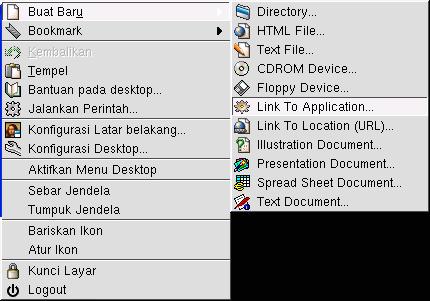 Buat Baru
Bookmark
Kembalikan
Tempel
Bantuan pada desktop...
Jalankan Perintah...
Konfigurasi Latar belakang...
Konfigurasi Desktop...
Aktifkan Menu Desktop
Sebar Jendela
Tumpuk Jendela
Bariskan Ikon
Atur Ikon
Kunci Layar
Logout
Directory...
HTML File...
Text File...
CDROM Device...
Floppy Device...
Link To Application...
Link To Location (URL)...
Illustration Document...
Presentation Document...
Spread Sheet Document...
Text Document...